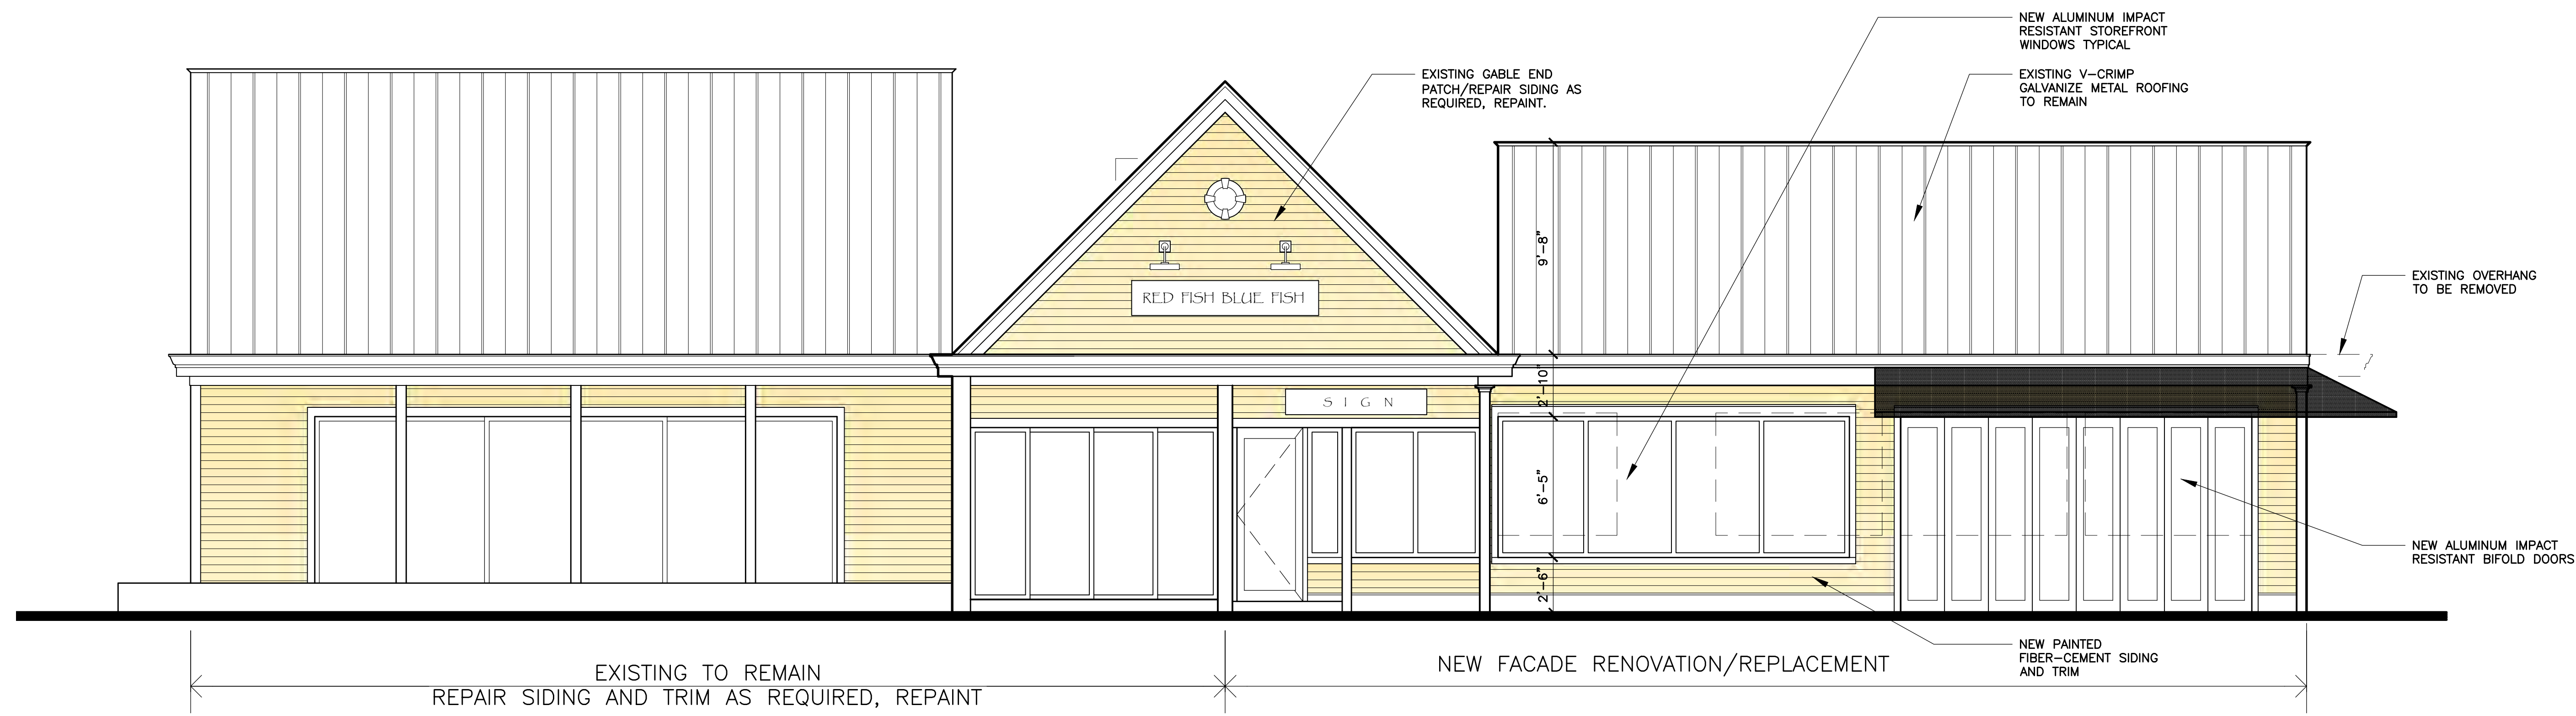 NEW ALUMINUM IMPACT
RESISTANT STOREFRONT
WINDOWS TYPICAL
EXISTING GABLE END
PATCH/REPAIR SIDING AS
REQUIRED, REPAINT.
EXISTING V-CRIMP
GALVANIZE METAL ROOFING
TO REMAIN
9'-8"
EXISTING OVERHANG
TO BE REMOVED
RED FISH BLUE FISH
2'-10"
SIGN
6'-5"
NEW ALUMINUM IMPACT
RESISTANT BIFOLD DOORS
2'-6"
NEW PAINTED
FIBER-CEMENT SIDING
AND TRIM
EXISTING TO REMAIN
REPAIR SIDING AND TRIM AS REQUIRED, REPAINT
NEW FACADE RENOVATION/REPLACEMENT